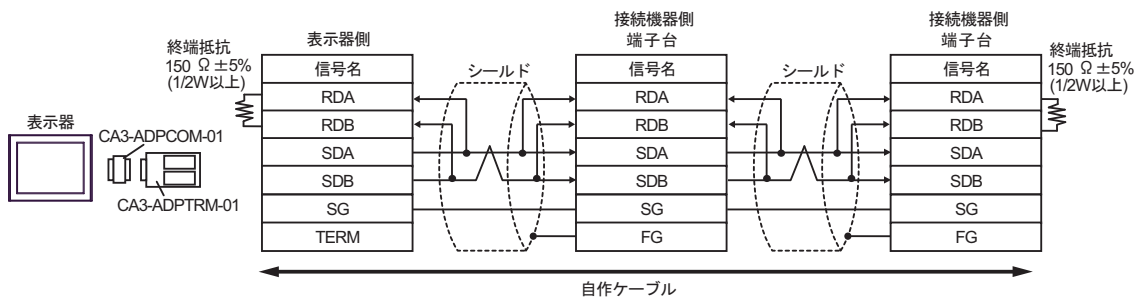 表示器
CA3-ADPCOM-01
CA3-ADPTRM-01
終端抵抗
150 Ω ±5%
(1/2W以上)
表示器側
信号名
RDA
RDB
SDA
SDB
SG
TERM
シールド
接続機器側
端子台
信号名
RDA
RDB
SDA
SDB
SG
FG
シールド
接続機器側
端子台
信号名
RDA
RDB
SDA
SDB
SG
FG
終端抵抗
150 Ω ±5%
(1/2W以上)
自作ケーブル